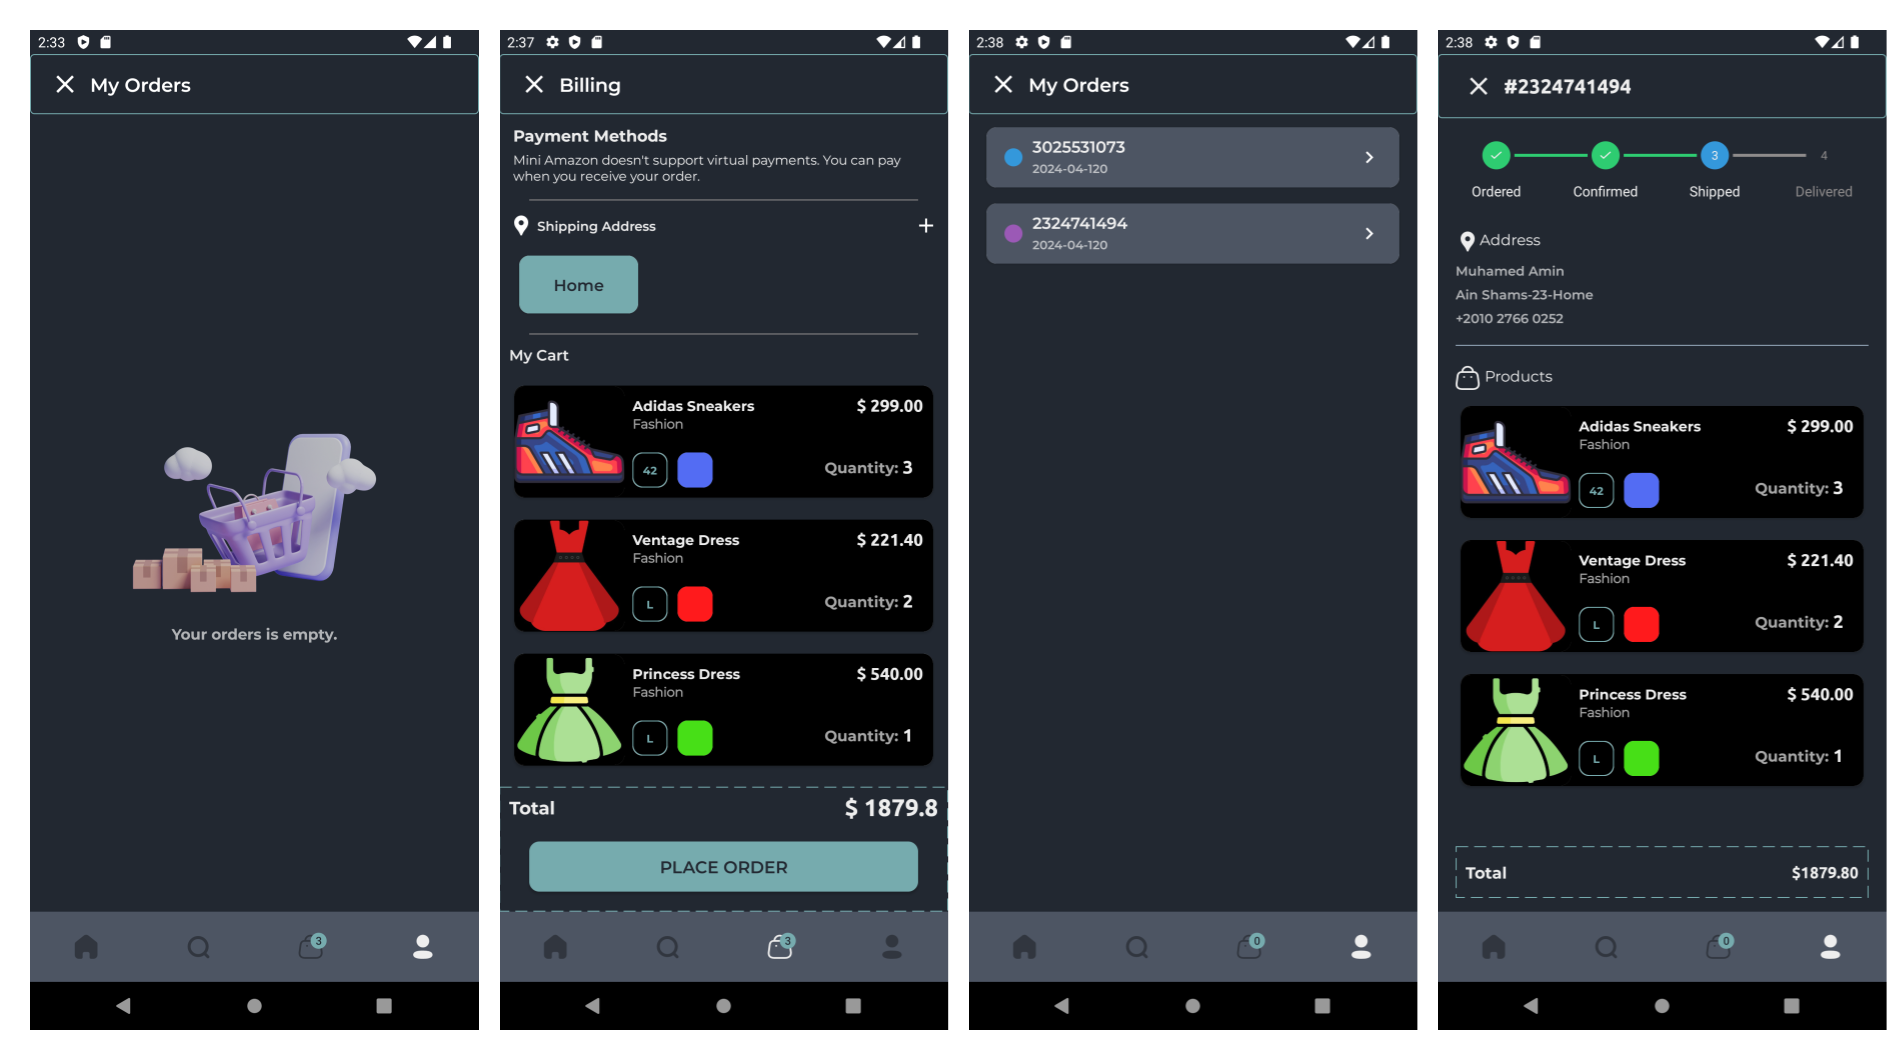 2:33
My Orders
Your orders is empty.
3
2:37
Billing
Payment Methods
Mini Amazon doesn't support virtual payments. You can pay
when you receive your order.
Shipping Address
Home
My Cart
Adidas Sneakers $ 299.00
Fashion
42 Quantity: 3
Ventage Dress $ 221.40
Fashion
L Quantity: 2
Princess Dress $ 540.00
Fashion
L Quantity: 1
Total $ 1879.8
PLACE ORDER
3
2:38
My Orders
3025531073
2024-04-120
2324741494
2024-04-120
0
2:38
#2324741494
3 4
Ordered Confirmed Shipped Delivered
Address
Muhamed Amin
Ain Shams-23-Home
+2010 2766 0252
Products
Adidas Sneakers $ 299.00
Fashion
42 Quantity: 3
Ventage Dress $ 221.40
Fashion
L Quantity: 2
Princess Dress $ 540.00
Fashion
L Quantity: 1
Total $1879.80
0